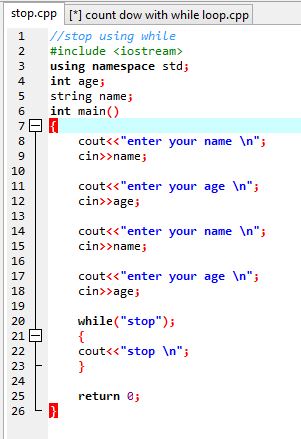 stop.cpp [*] count dow with while loop.cpp
1 //stop using while
2 #include <iostream>
3 using namespace std;
4 int age;
5 string name;
6 int main()
7 {
8 cout<<"enter your name \n";
9 cin>>name;
10
11 cout<<"enter your age \n";
12 cin>>age;
13
14 cout<<"enter your name \n";
15 cin>>name;
16
17 cout<<"enter your age \n";
18 cin>>age;
19
20 while("stop");
21 {
22 cout<<"stop \n";
23 }
24
25 return 0;
26 }